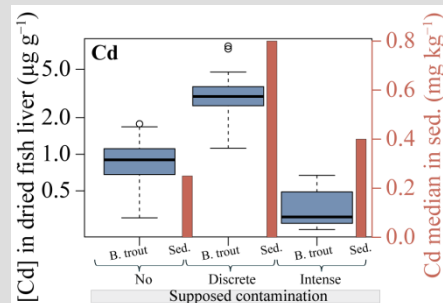 Cd
[Cd] in dried fish liver (µg g⁻¹)
5.0
2.0
1.0
0.5
0.8
0.6
0.4
0.2
0.0
Cd median in sed. (mg kg⁻¹)
B. trout Sed. B. trout Sed. B. trout Sed.
No Discrete Intense
Supposed contamination